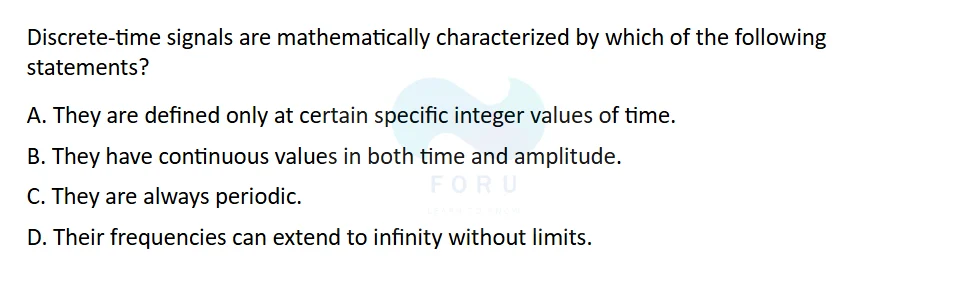 Discrete-time signals are mathematically characterized by which of the following
statements?
A. They are defined only at certain specific integer values of time.
B. They have continuous values in both time and amplitude.
FORU
C. They are always periodic.
D. Their frequencies can extend to infinity without limits.